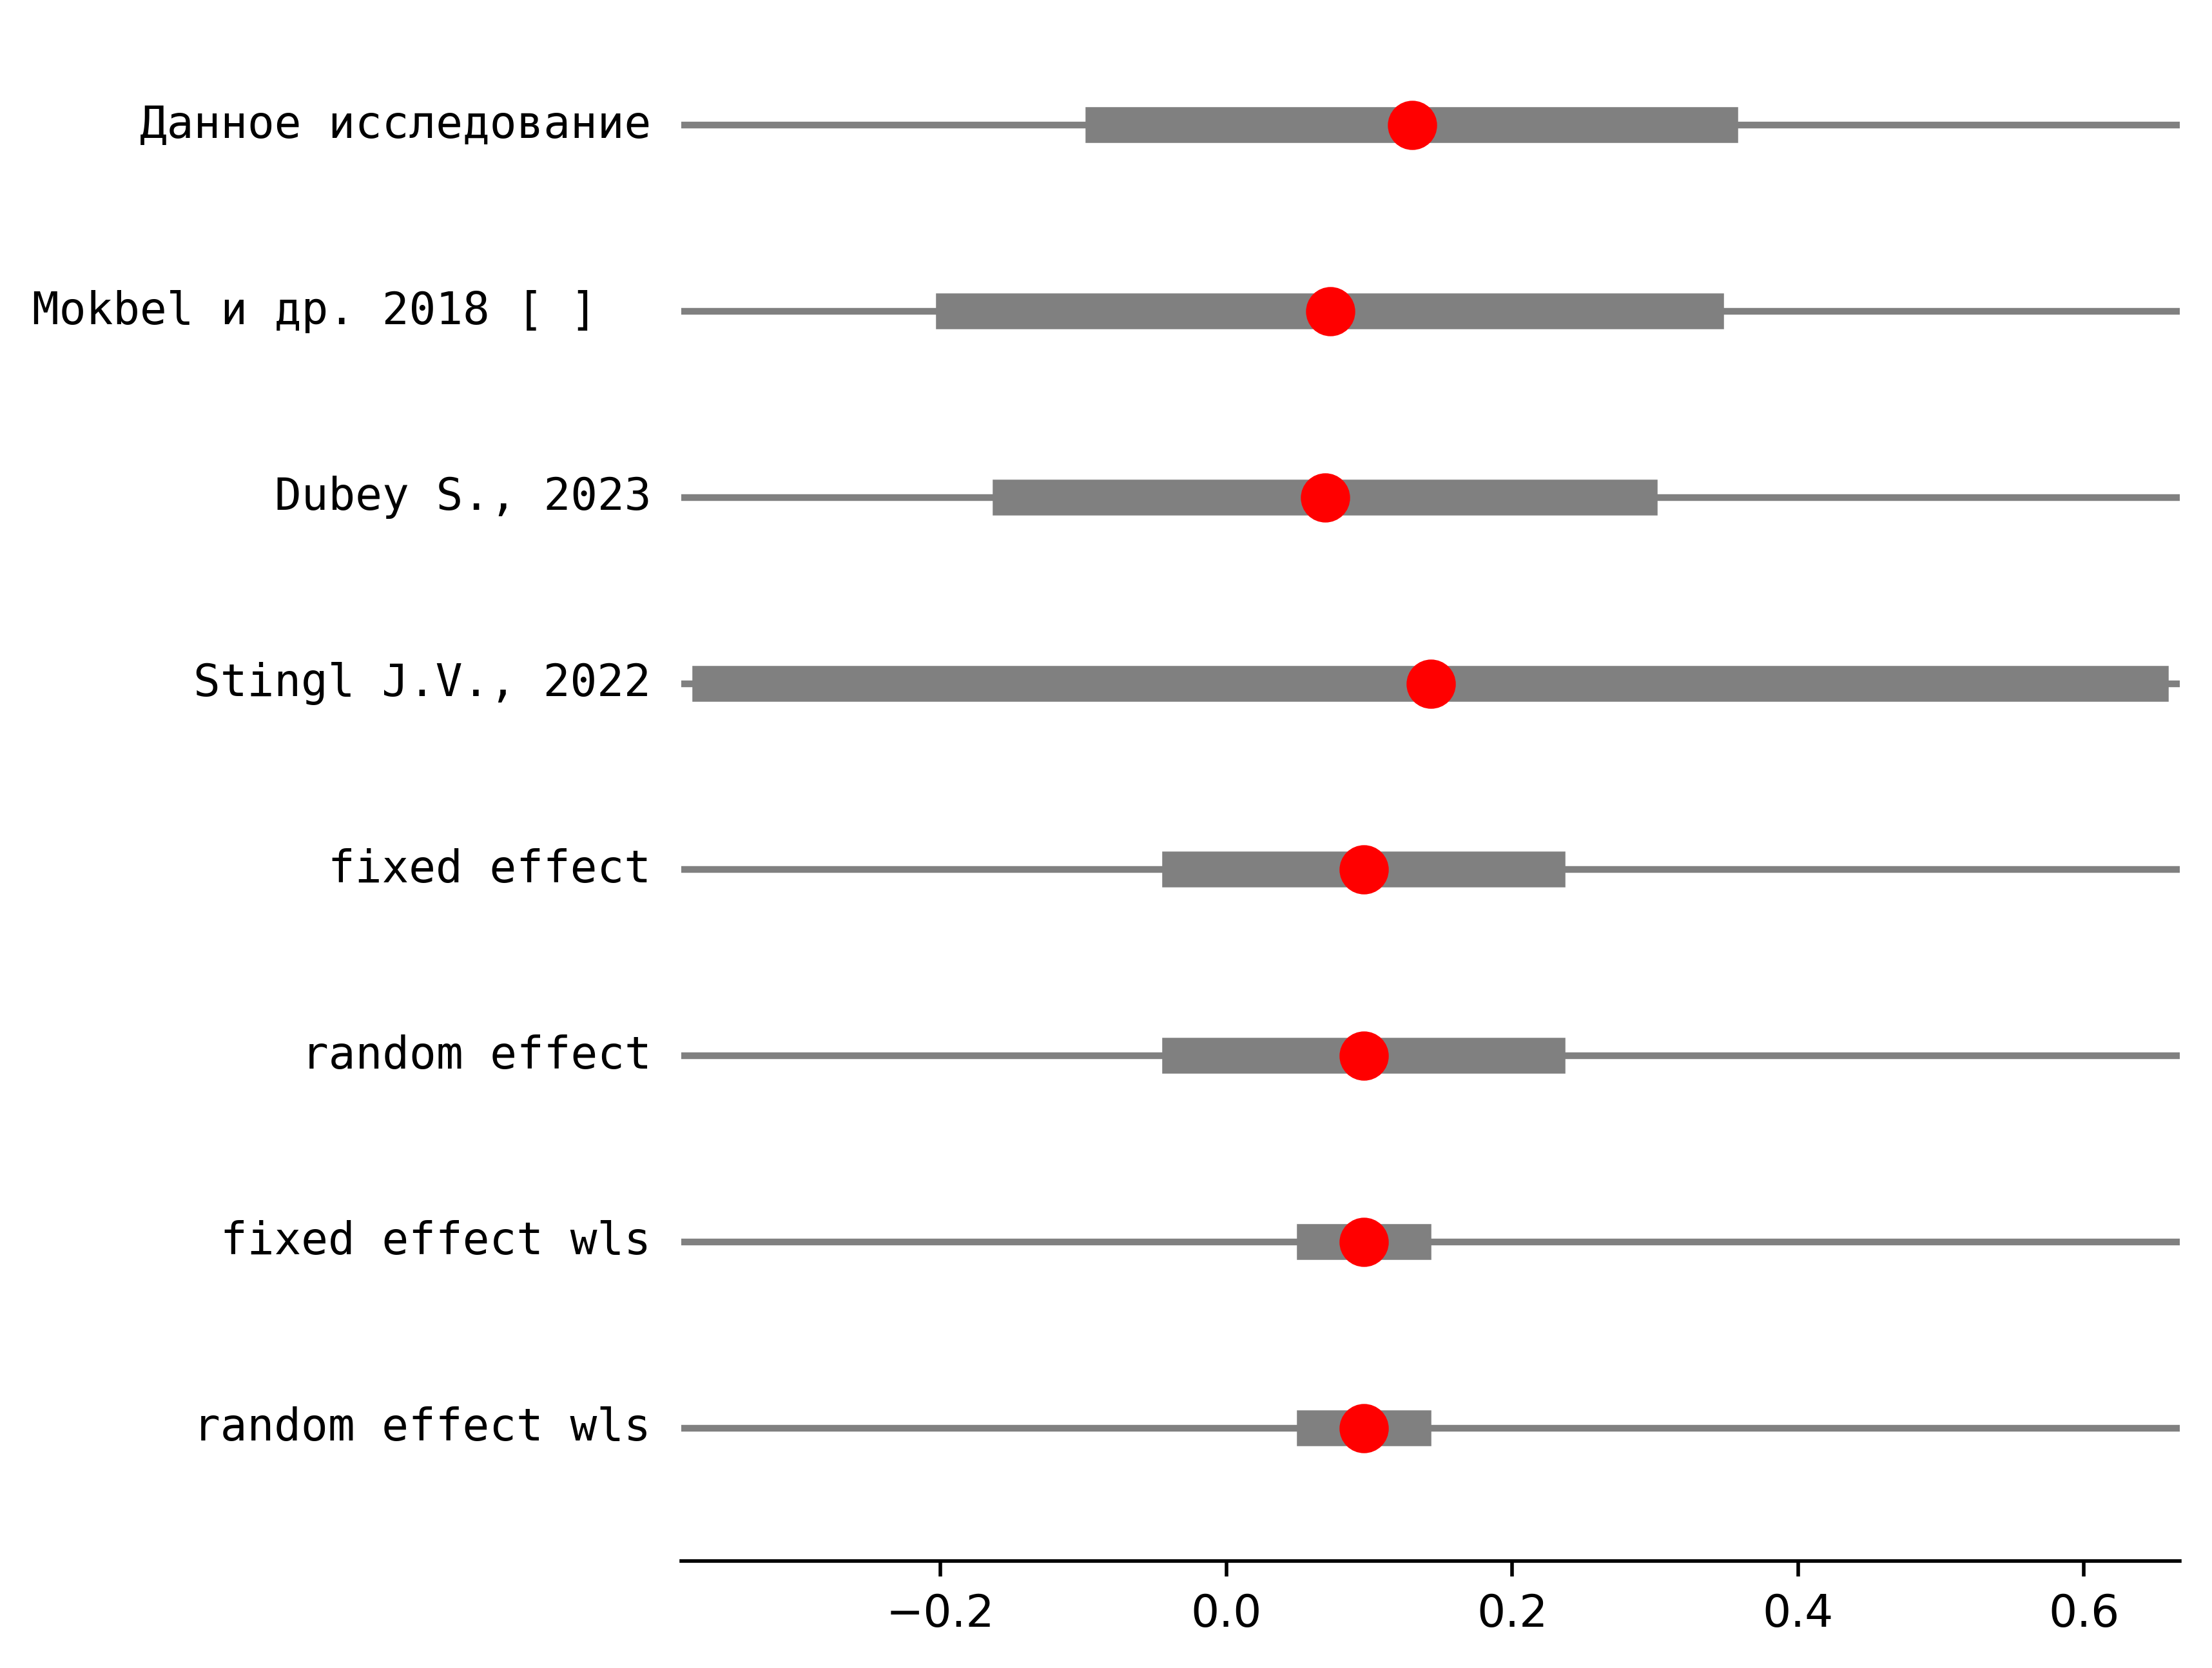 Данное исследование
Mokbel и др. 2018 [ ]
Dubey S., 2023
Stingl J.V., 2022
fixed effect
random effect
fixed effect wls
random effect wls
−0.2 0.0 0.2 0.4 0.6